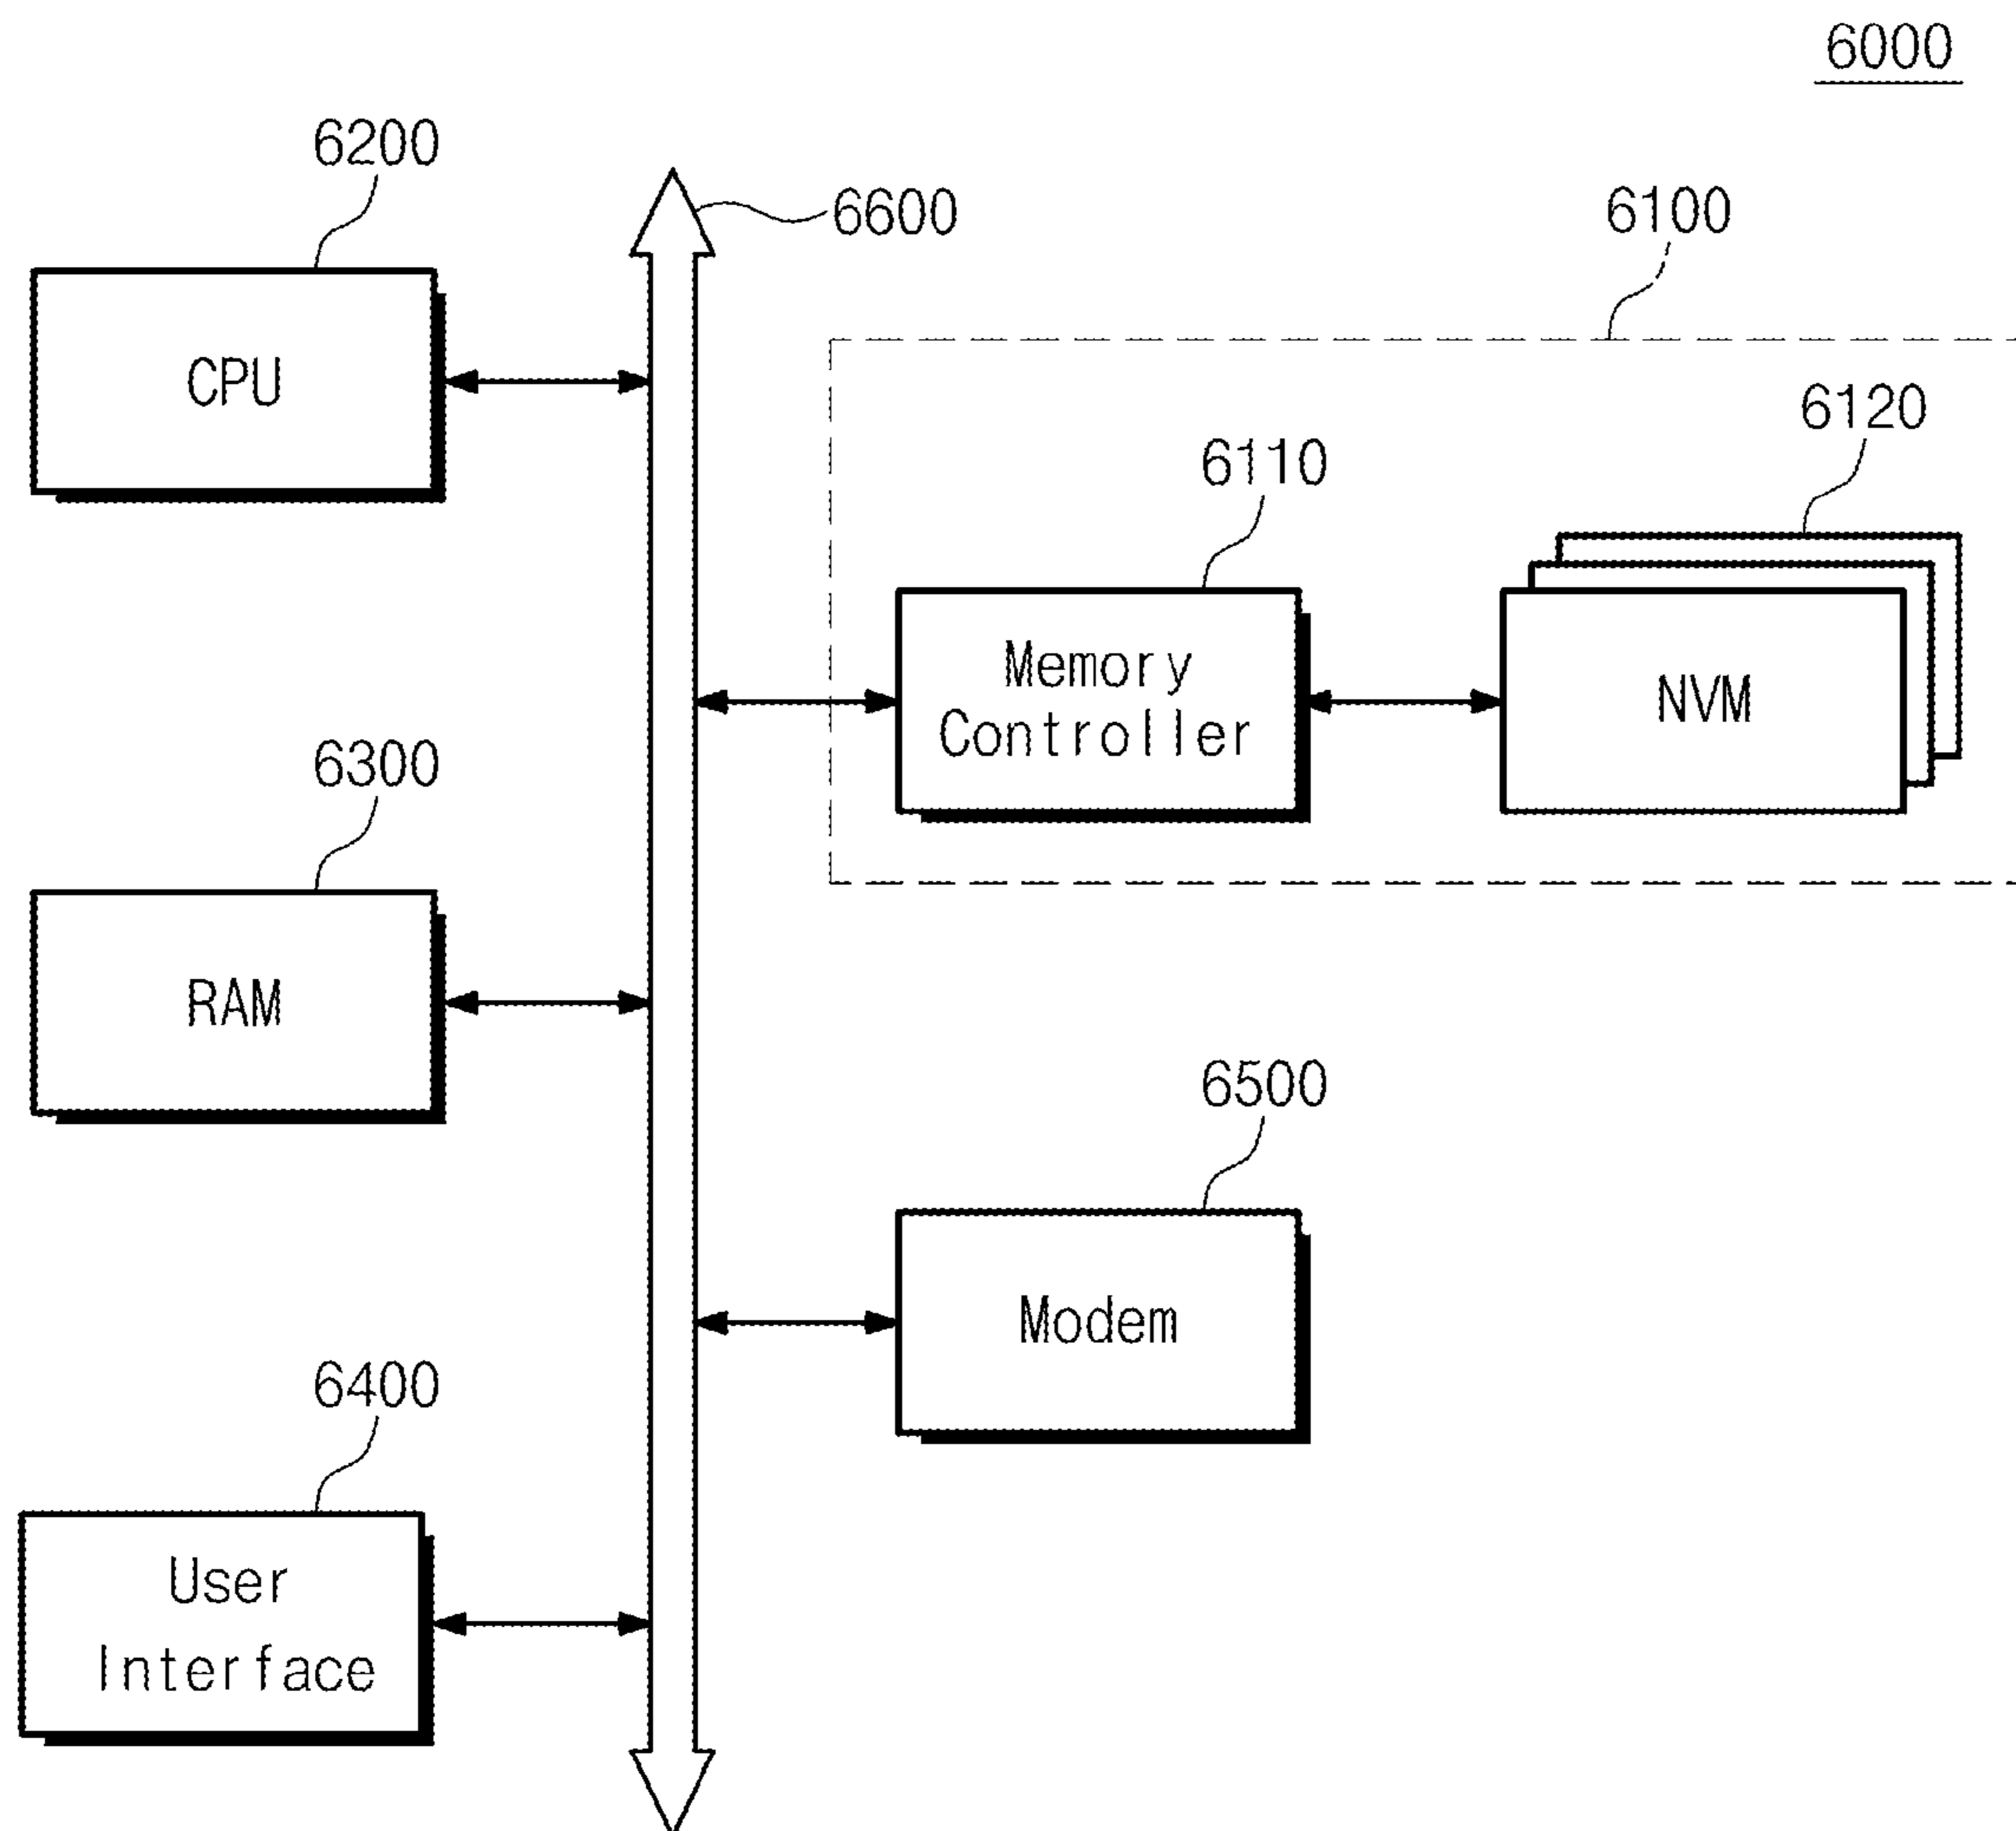 6000
6200
6600
6100
CPU
6120
6110
Memory
Controller
NVM
6300
RAM
6500
Modem
6400
User
Interface